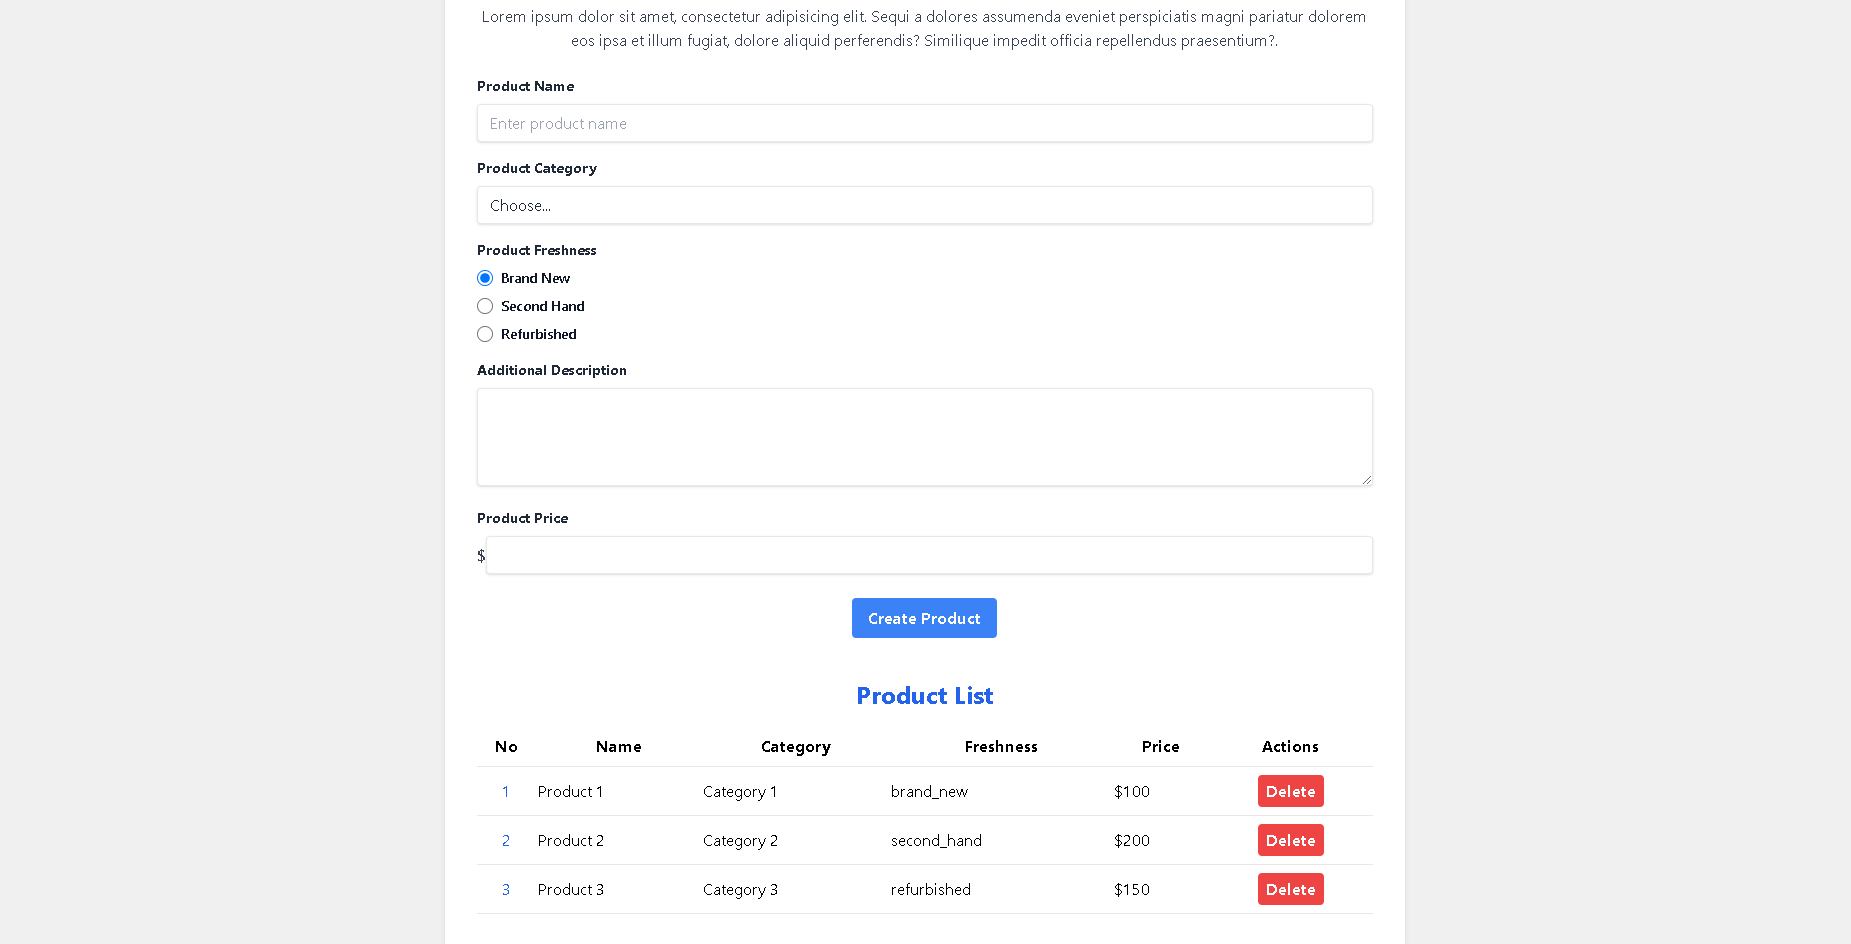 Lorem ipsum dolor sit amet, consectetur adipisicing elit. Sequi a dolores assumenda eveniet perspiciatis magni pariatur dolorem
eos ipsa et illum fugiat, dolore aliquid perferendis? Similique impedit officia repellendus praesentium?.
Product Name
Enter product name
Product Category
Choose...
Product Freshness
Brand New
Second Hand
Refurbished
Additional Description
Product Price
$
Create Product
Product List
No Name Category Freshness Price Actions
1 Product 1 Category 1 brand_new $100 Delete
2 Product 2 Category 2 second_hand $200 Delete
3 Product 3 Category 3 refurbished $150 Delete